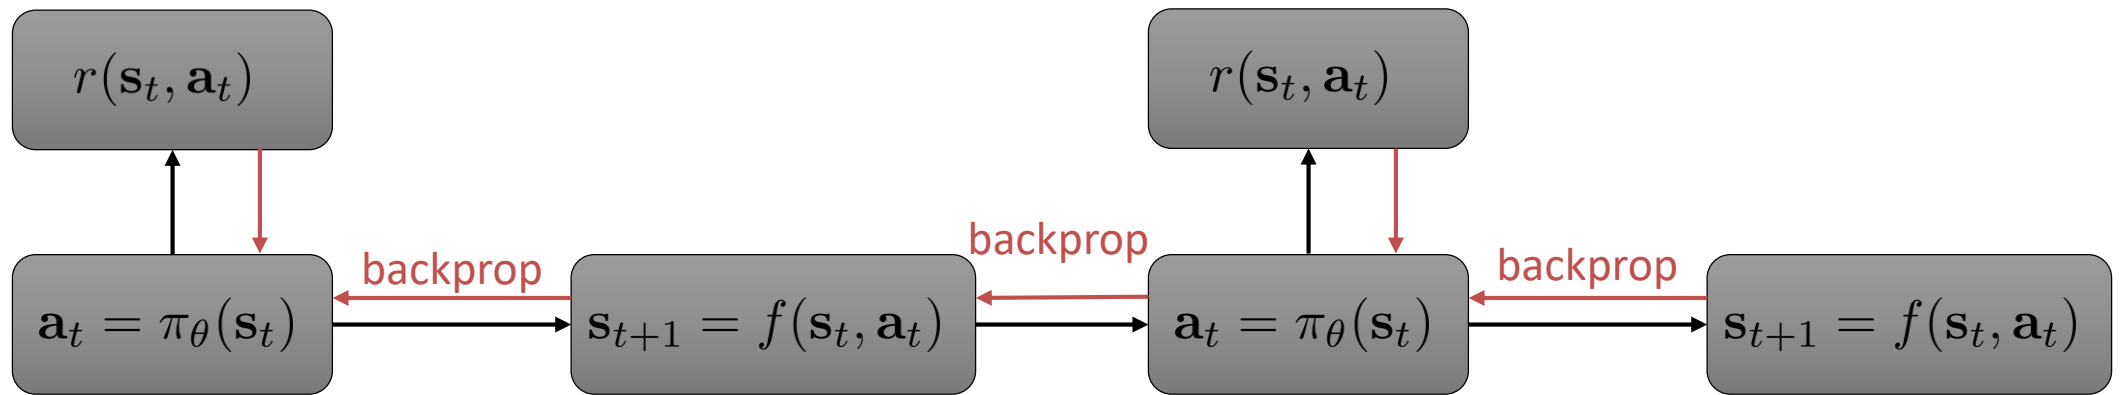 r(s_t, a_t)
r(s_t, a_t)
backprop
backprop
backprop
a_t = π_θ(s_t)
s_{t+1} = f(s_t, a_t)
a_t = π_θ(s_t)
s_{t+1} = f(s_t, a_t)